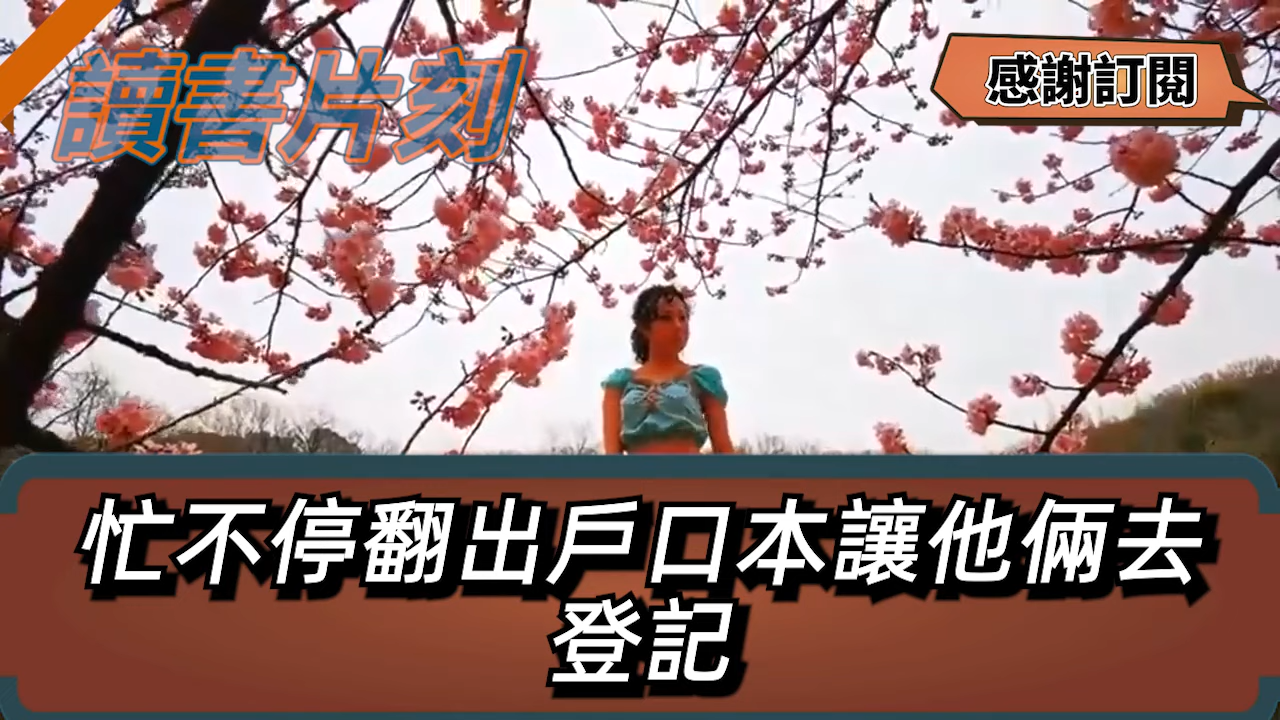 讀書片刻
感謝訂閱
忙不停翻出戶口本讓他倆去
登記